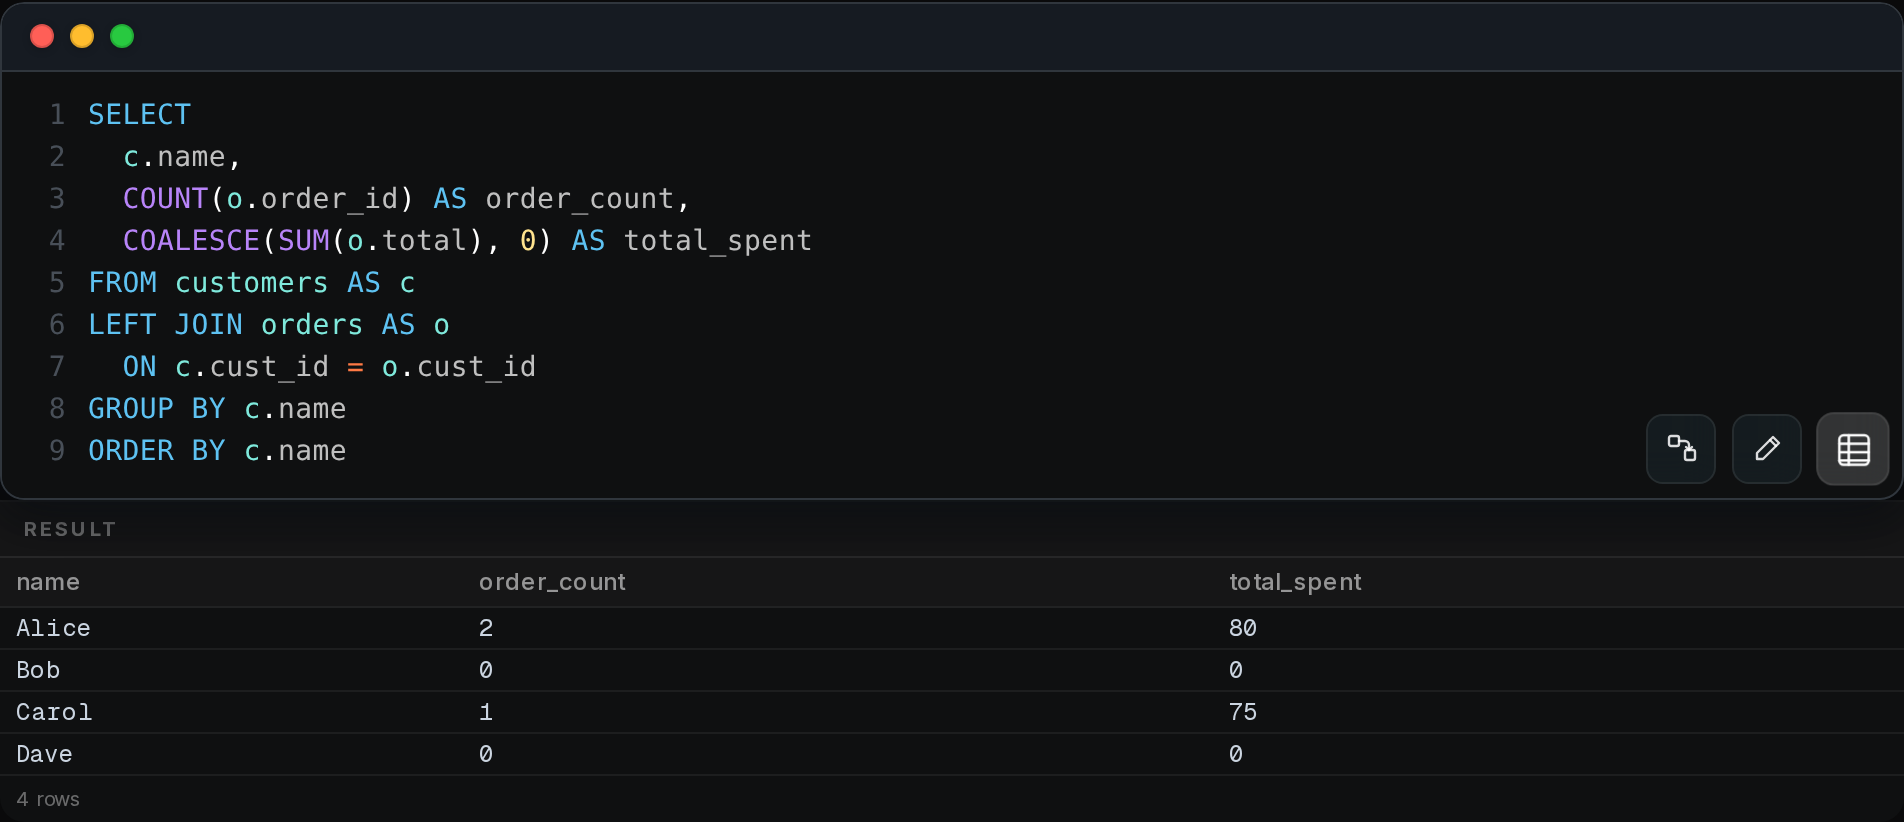 1 SELECT
2   c.name,
3   COUNT(o.order_id) AS order_count,
4   COALESCE(SUM(o.total), 0) AS total_spent
5 FROM customers AS c
6 LEFT JOIN orders AS o
7   ON c.cust_id = o.cust_id
8 GROUP BY c.name
9 ORDER BY c.name
RESULT
name order_count total_spent
Alice 2 80
Bob 0 0
Carol 1 75
Dave 0 0
4 rows